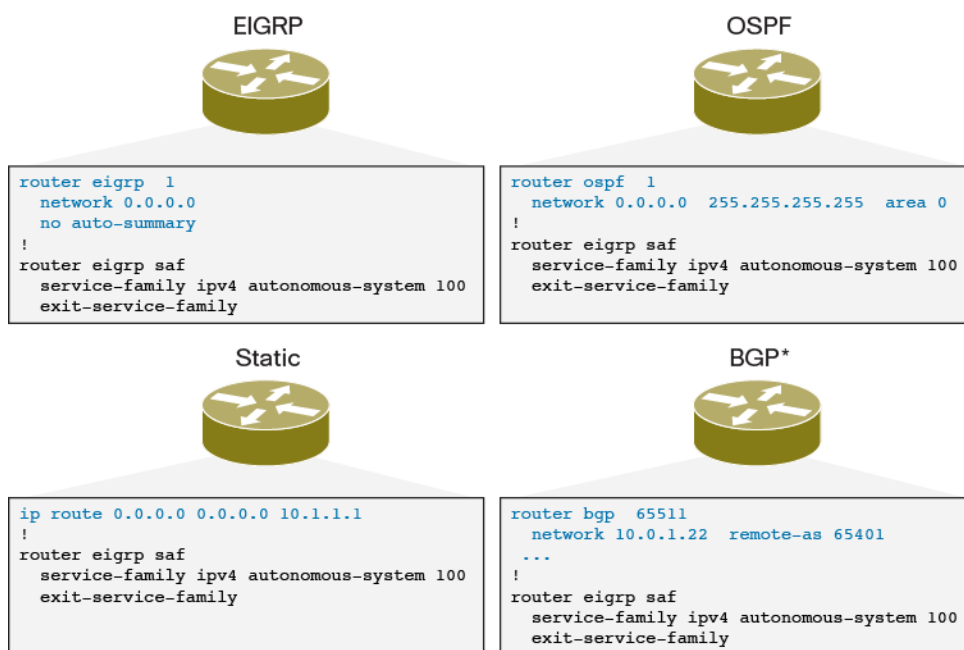 EIGRP
router eigrp  1
  network 0.0.0.0
  no auto-summary
!
router eigrp saf
  service-family ipv4 autonomous-system 100
  exit-service-family
OSPF
router ospf  1
  network 0.0.0.0  255.255.255.255  area 0
!
router eigrp saf
  service-family ipv4 autonomous-system 100
  exit-service-family
Static
ip route 0.0.0.0 0.0.0.0 10.1.1.1
!
router eigrp saf
  service-family ipv4 autonomous-system 100
  exit-service-family
BGP*
router bgp  65511
  network 10.0.1.22  remote-as 65401
 ...
!
router eigrp saf
  service-family ipv4 autonomous-system 100
  exit-service-family